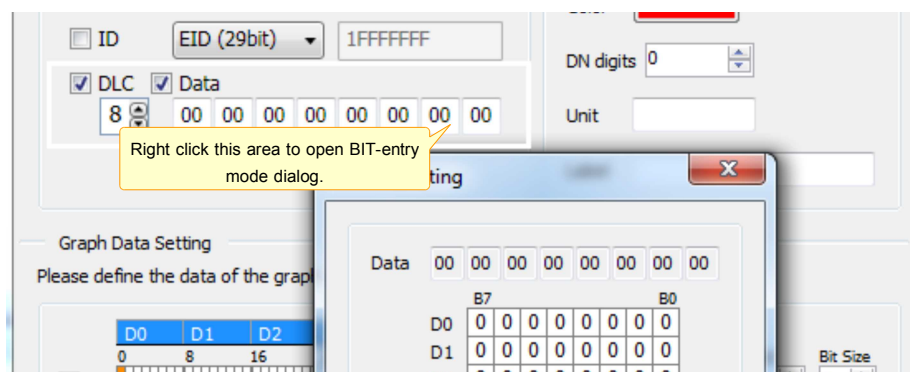 ID EID (29bit) 1FFFFFFF
DN digits 0
DLC Data
8 00 00 00 00 00 00 00 00 Unit
Right click this area to open BIT-entry
mode dialog.
ting
Graph Data Setting
Please define the data of the grap
Data 00 00 00 00 00 00 00 00
B7 B0
D0 0 0 0 0 0 0 0 0
D1 0 0 0 0 0 0 0 0
D0 D1 D2
0 8 16
Bit Size